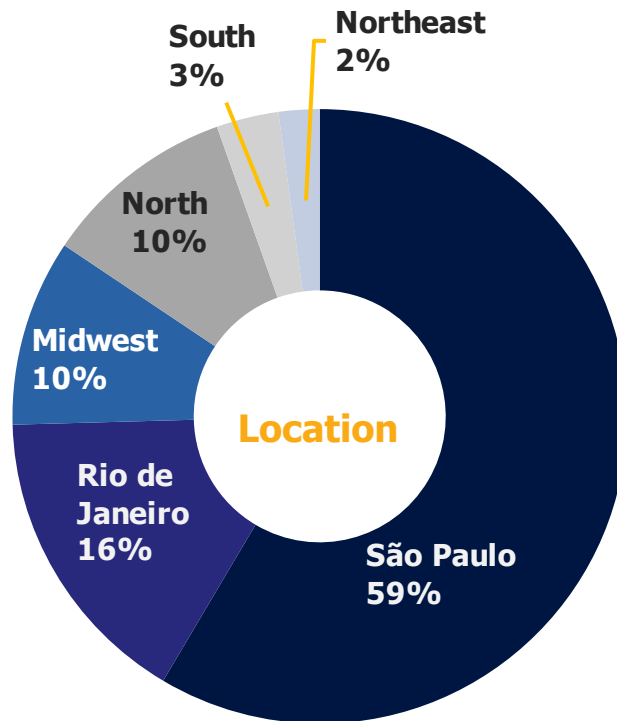 South
3%
Northeast
2%
North
10%
Midwest
10%
Location
Rio de
Janeiro
16%
São Paulo
59%